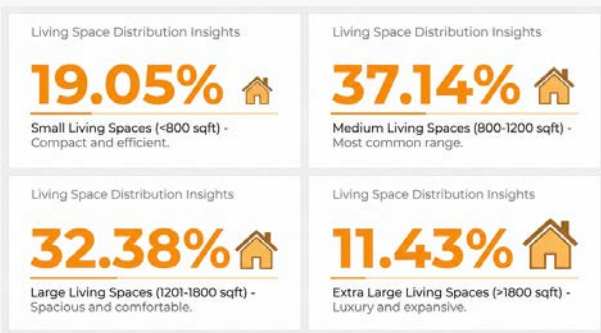 Living Space Distribution Insights
19.05%
Small Living Spaces (<800 sqft) -
Compact and efficient.
Living Space Distribution Insights
37.14%
Medium Living Spaces (800-1200 sqft) -
Most common range.
Living Space Distribution Insights
32.38%
Large Living Spaces (1201-1800 sqft) -
Spacious and comfortable.
Living Space Distribution Insights
11.43%
Extra Large Living Spaces (>1800 sqft) -
Luxury and expansive.